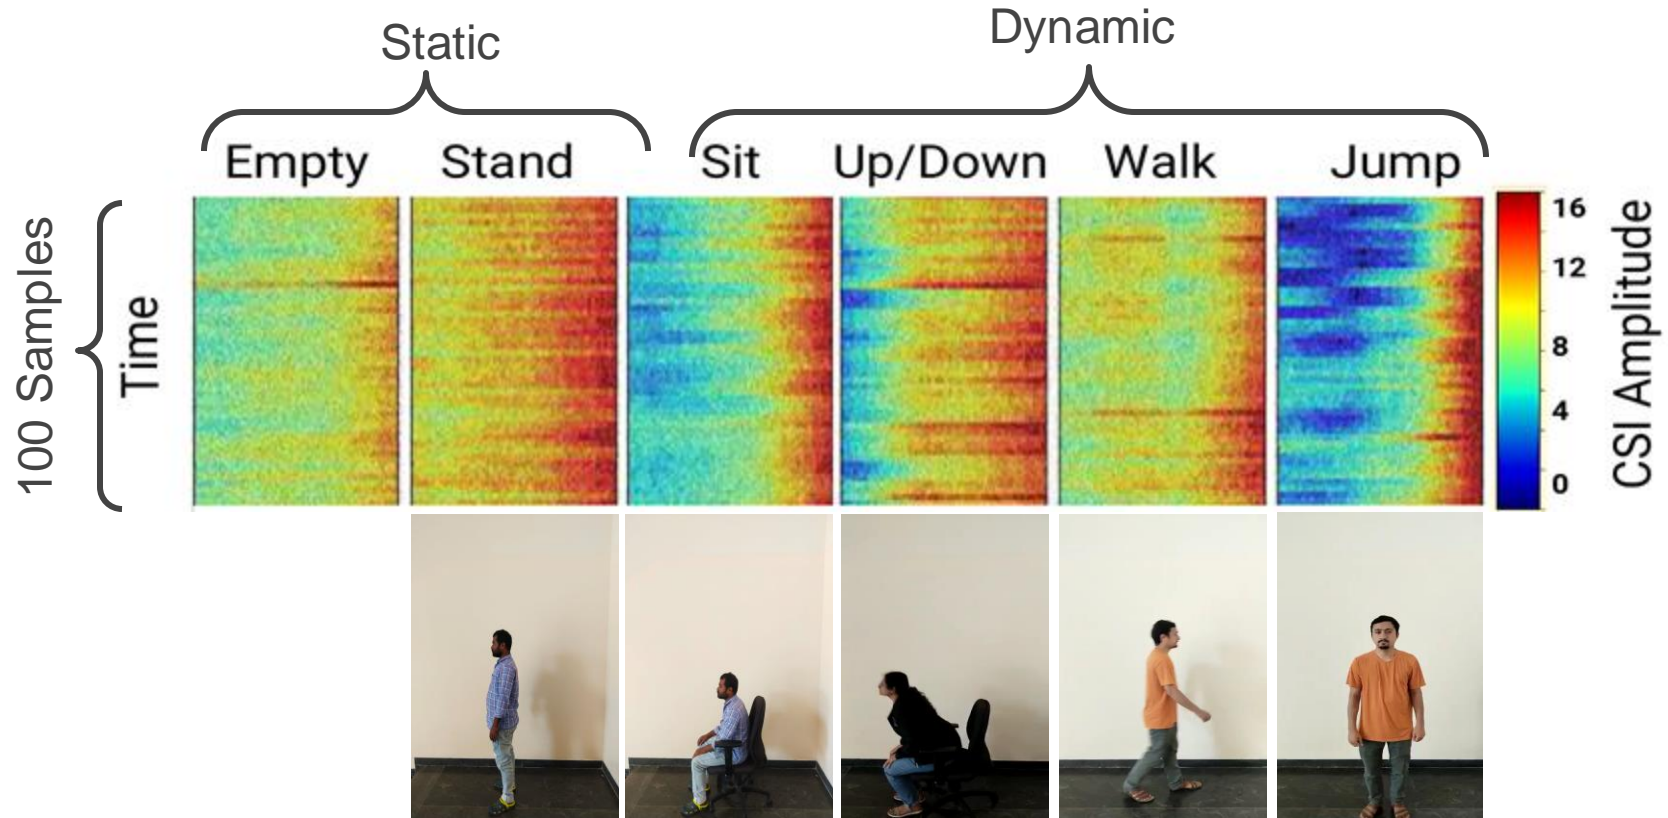 Static
Dynamic
Empty
Stand
Sit
Up/Down
Walk
Jump
100 Samples
Time
16
12
8
4
0
CSI Amplitude